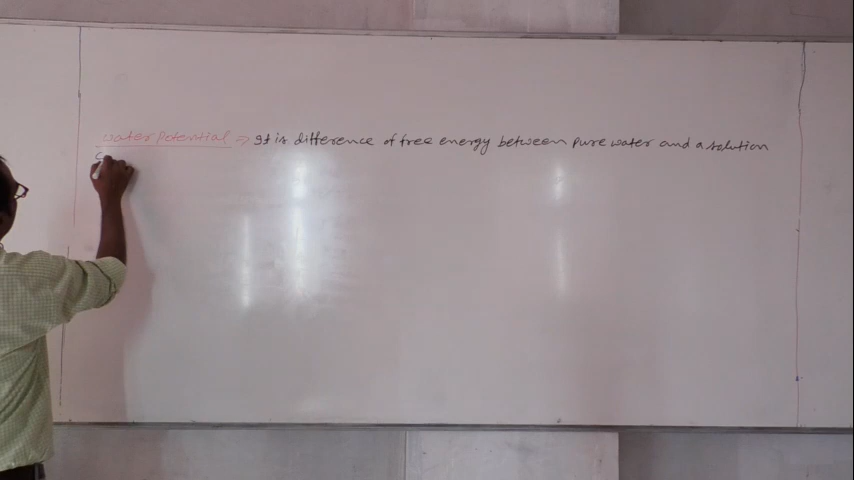 water potential ⇒ It is difference of free energy between pure water and a solution